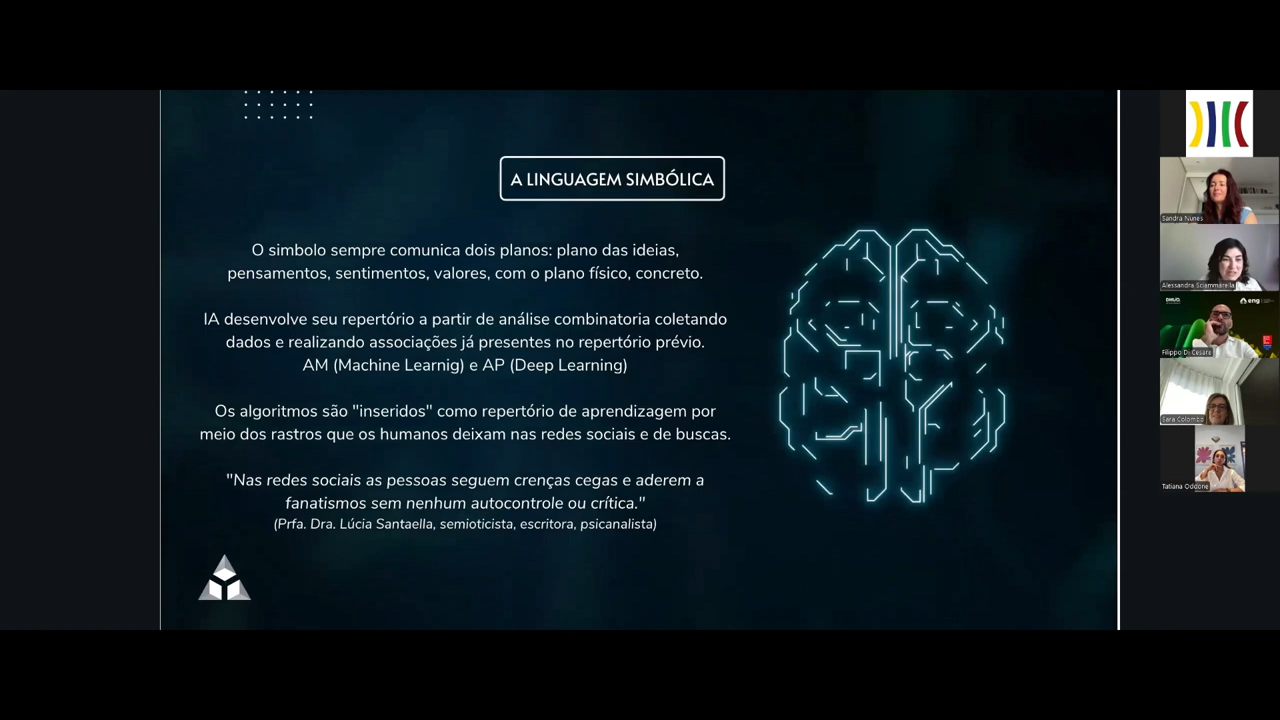 A LINGUAGEM SIMBÓLICA
O simbolo sempre comunica dois planos: plano das ideias,
pensamentos, sentimentos, valores, com o plano físico, concreto.
IA desenvolve seu repertório a partir de análise combinatoria coletando
dados e realizando associações já presentes no repertório prévio.
AM (Machine Learnig) e AP (Deep Learning)
Os algoritmos são "inseridos" como repertório de aprendizagem por
meio dos rastros que os humanos deixam nas redes sociais e de buscas.
"Nas redes sociais as pessoas seguem crenças cegas e aderem a
fanatismos sem nenhum autocontrole ou crítica."
(Prfa. Dra. Lúcia Santaella, semioticista, escritora, psicanalista)
Sandra Nunes
Alessandra Sciammarella
eng
Filippo Di Cesare
Sara Colombo
Tatiana Oddone